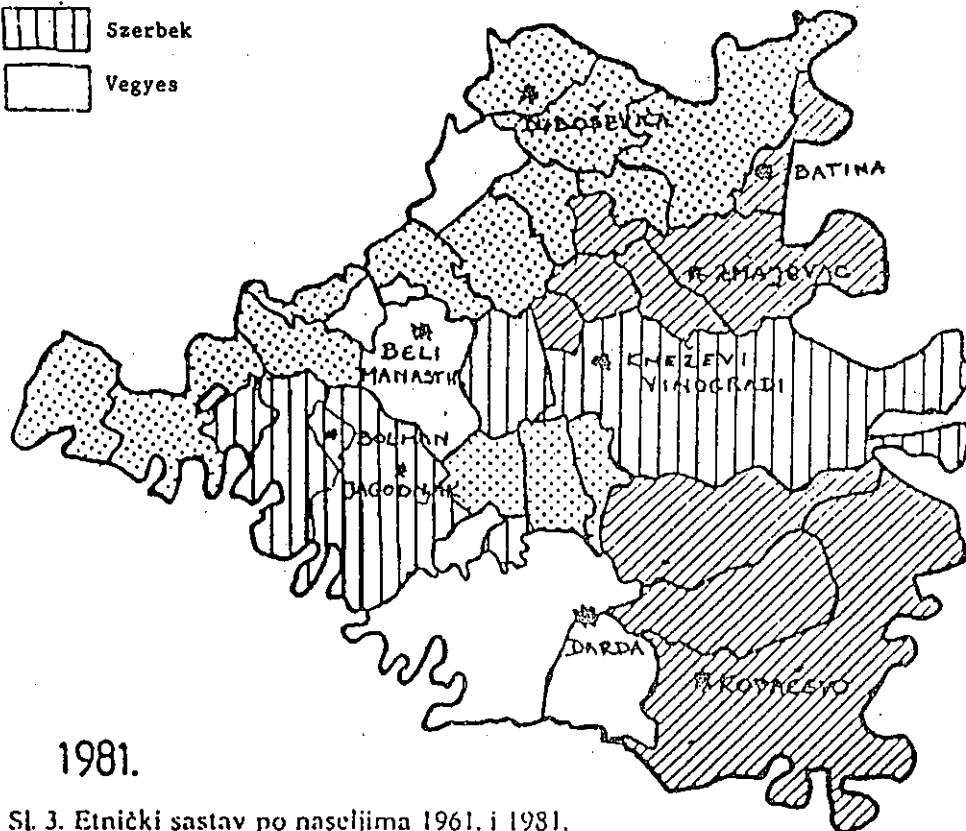 Szerbek
Vegyes
DUBOŠEVICA
BATINA
ZMAJEVAC
BELI
MANASTIR
KNEŽEVI
VINOGRADI
BOLMAN
JAGODNJAK
DARDA
KOPAČEVO
1981.
Sl. 3. Etnički sastav po naseljima 1961. i 1981.